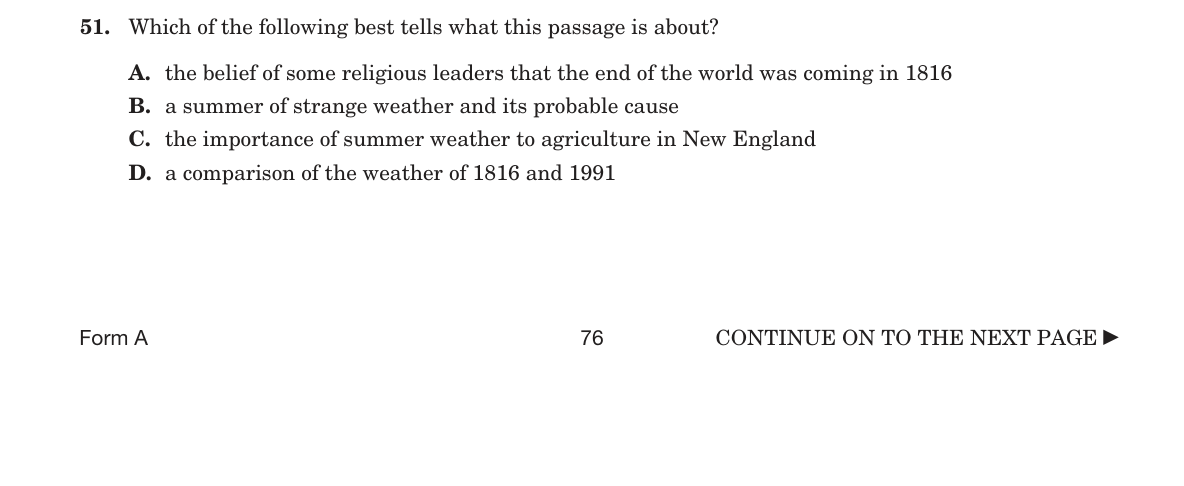 51. Which of the following best tells what this passage is about?
A. the belief of some religious leaders that the end of the world was coming in 1816
B. a summer of strange weather and its probable cause
C. the importance of summer weather to agriculture in New England
D. a comparison of the weather of 1816 and 1991
Form A 76 CONTINUE ON TO THE NEXT PAGE ►